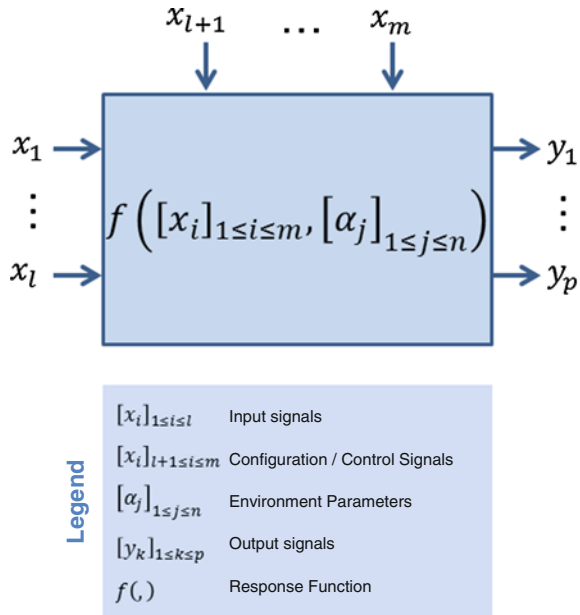 x_{l+1} ... x_m
x_1
⋮
x_l
f([x_i]_{1≤i≤m}, [α_j]_{1≤j≤n})
y_1
⋮
y_p
Legend
[x_i]_{1≤i≤l} Input signals
[x_i]_{l+1≤i≤m} Configuration / Control Signals
[α_j]_{1≤j≤n} Environment Parameters
[y_k]_{1≤k≤p} Output signals
f(,) Response Function